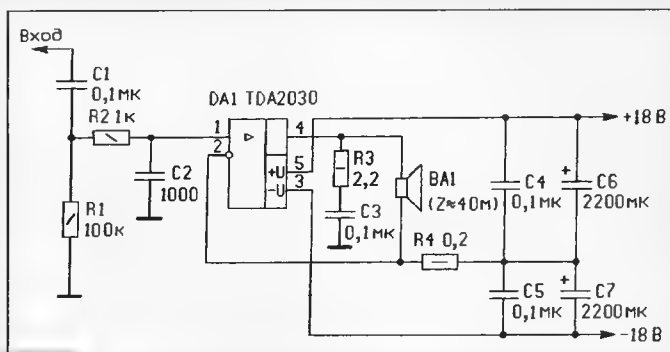 Вход
C1
0,1мк
R2 1к
DA1 TDA2030
1
2
▷
4
5
3
+U
-U
C2
1000
R1
100к
R3
2,2
C3
0,1мк
BA1
(Z≈4Ом)
R4 0,2
C4
0,1мк
+
C6
2200мк
C5
0,1мк
+
C7
2200мк
+18 В
-18 В